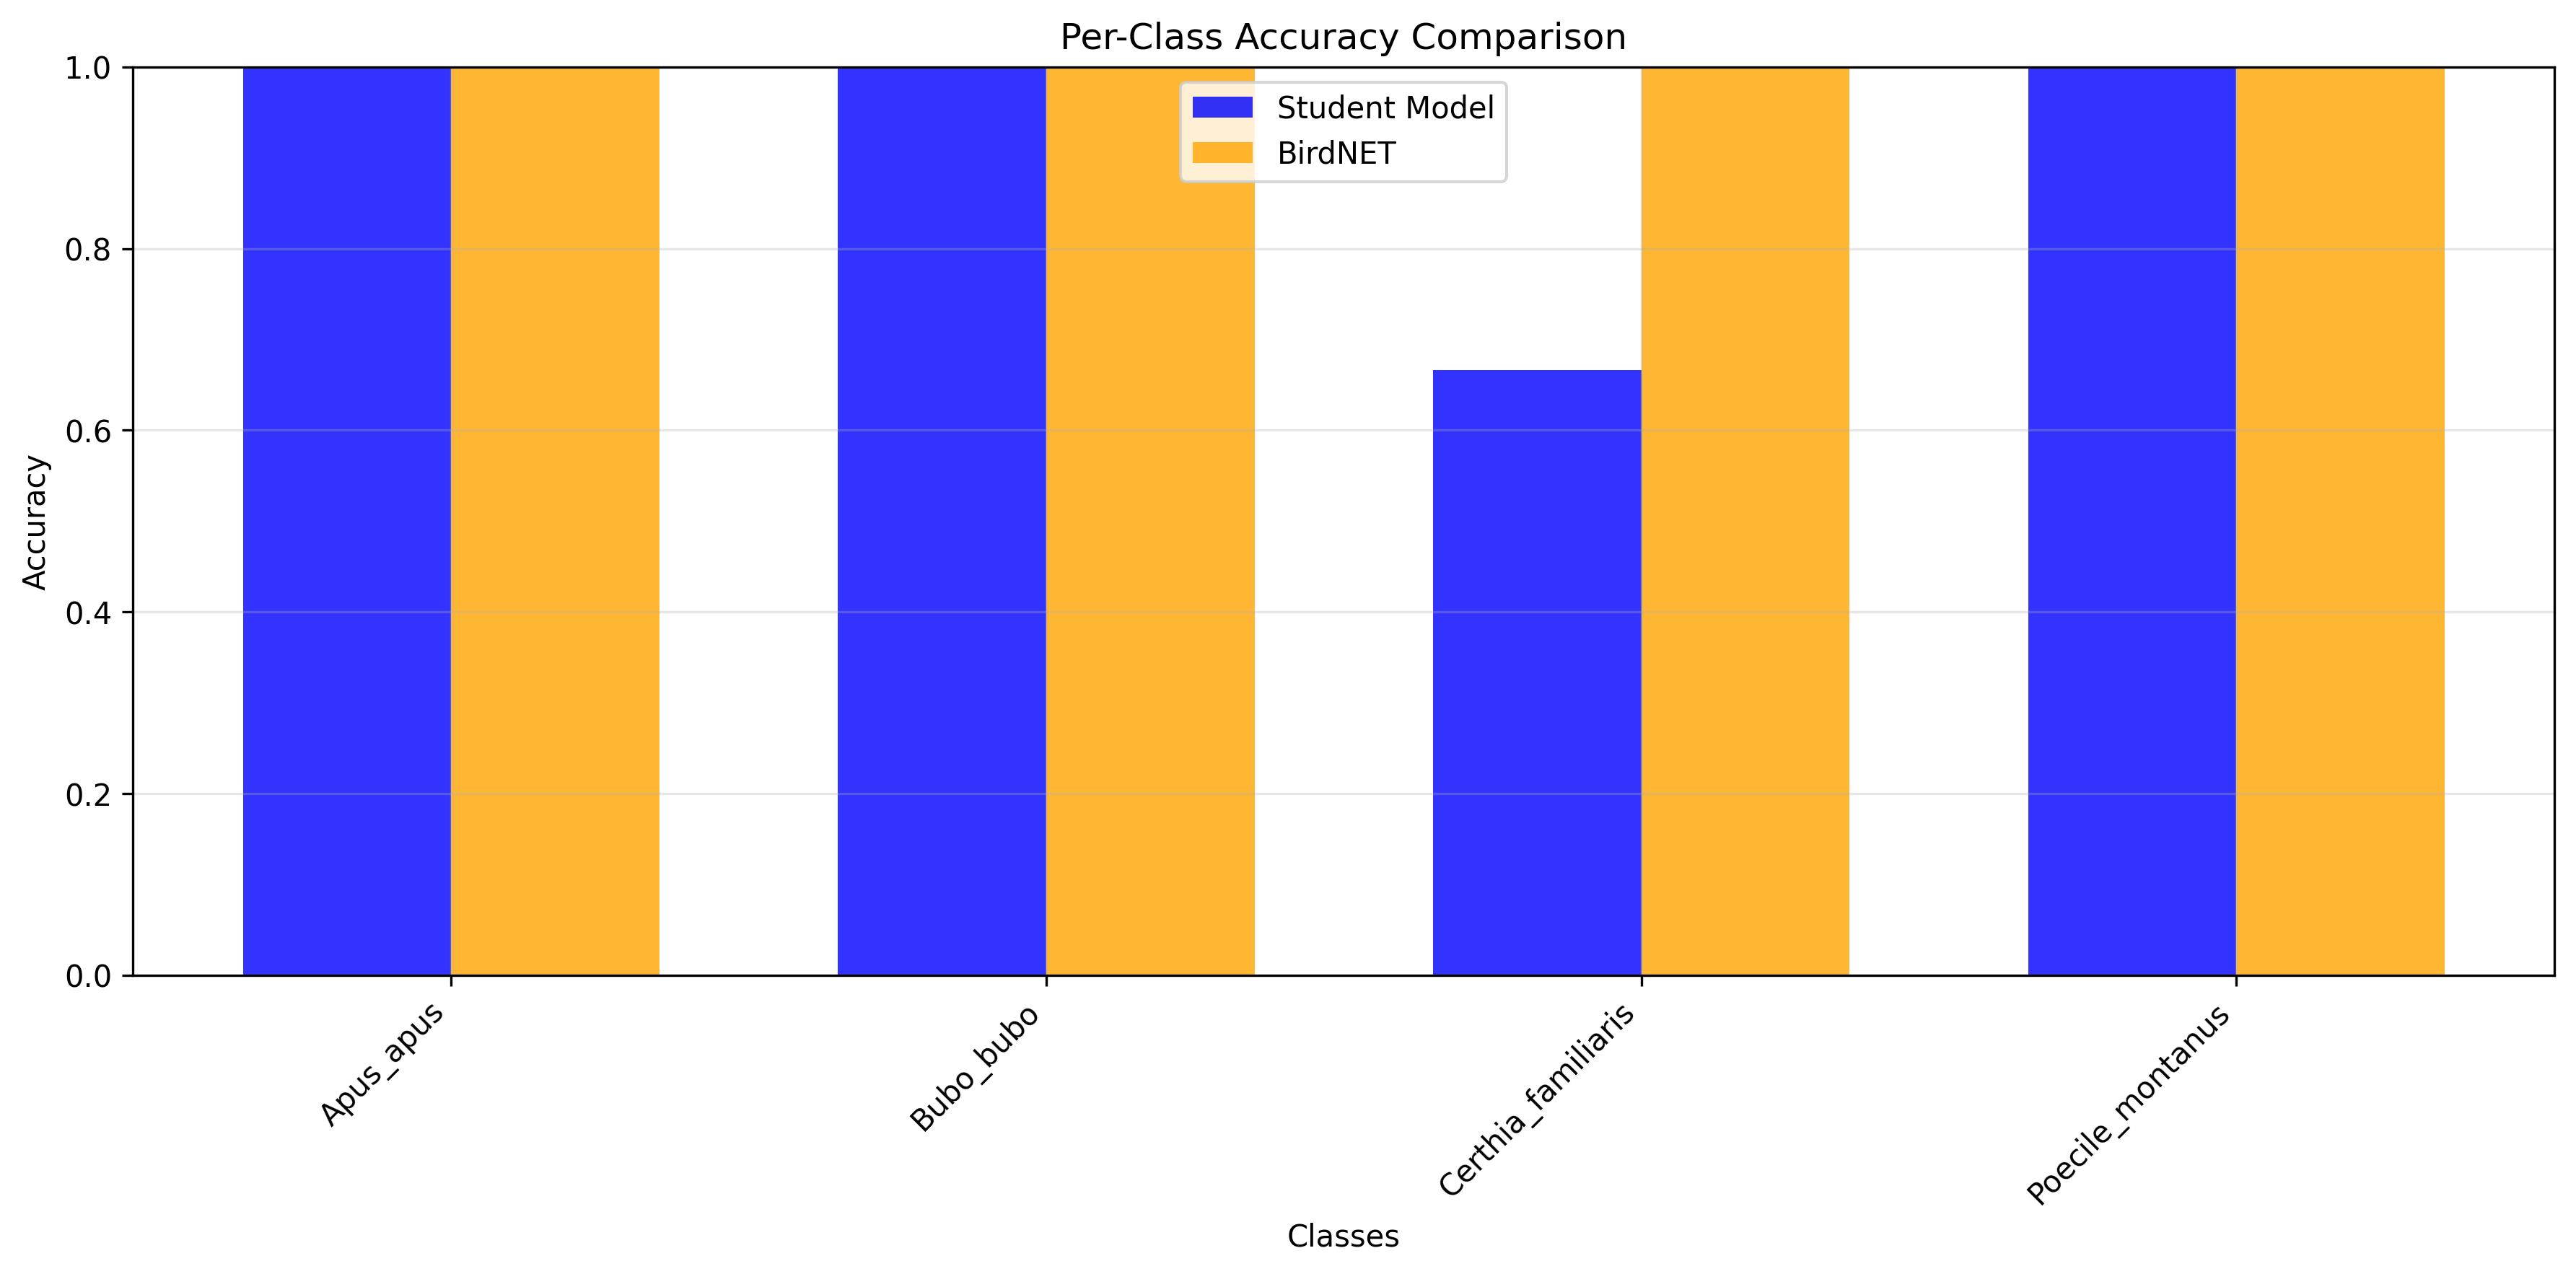 Per-Class Accuracy Comparison
Student Model
BirdNET
1.0
0.8
0.6
0.4
0.2
0.0
Accuracy
Apus_apus
Bubo_bubo
Certhia_familiaris
Poecile_montanus
Classes